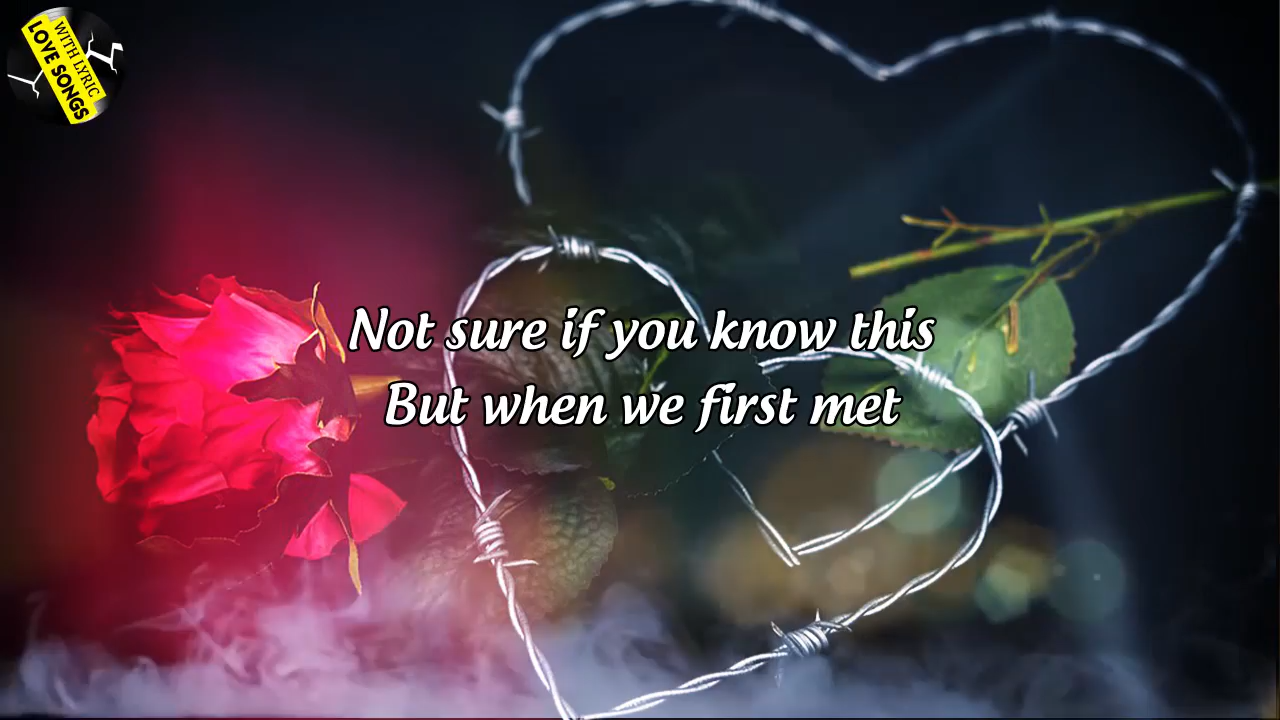 WITH LYRIC
LOVE SONGS
Not sure if you know this
But when we first met